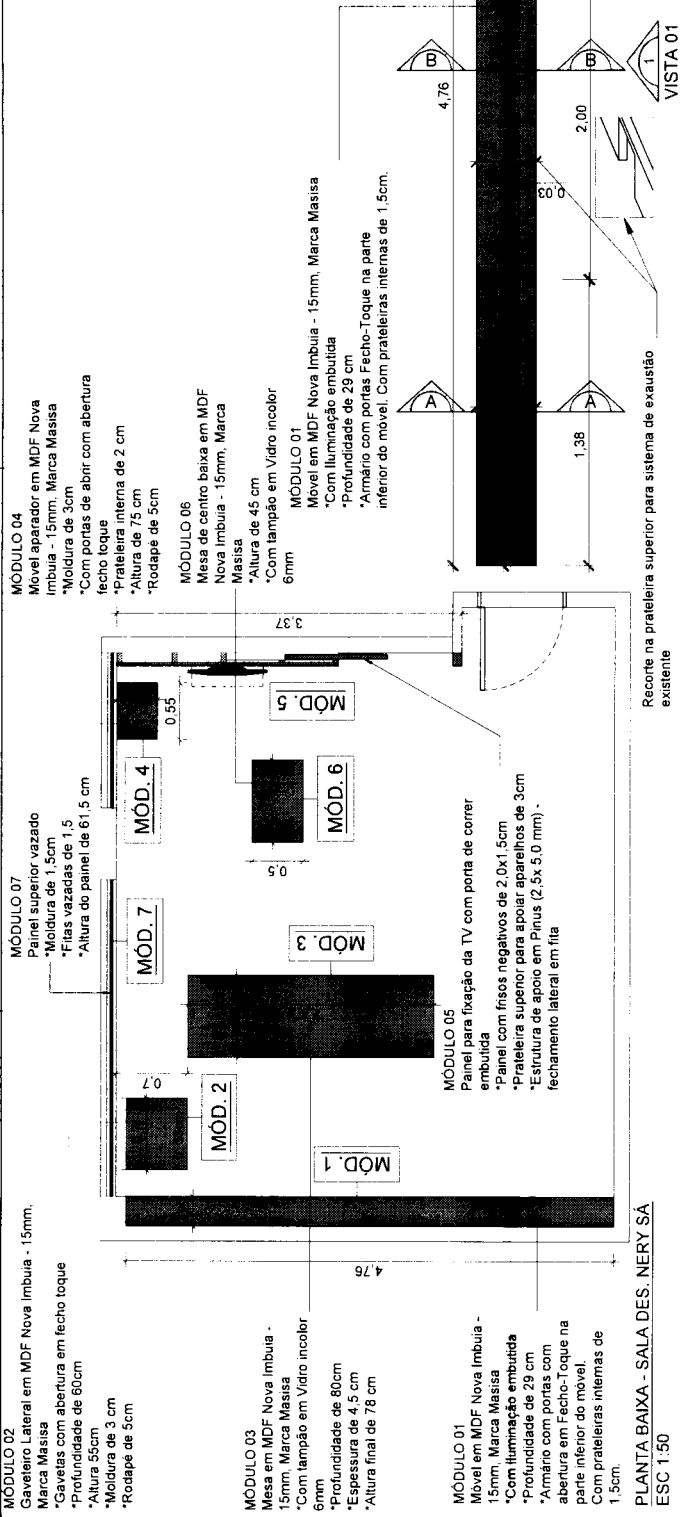 MÓDULO 02
Gaveteiro Lateral em MDF Nova Imbuia - 15mm,
Marca Masisa
*Gavetas com abertura em fecho toque
*Profundidade de 60cm
*Altura 55cm
*Moldura de 3 cm
*Rodapé de 5cm
MÓDULO 03
Mesa em MDF Nova Imbuia -
15mm, Marca Masisa
*Com tampão em Vidro incolor
6mm
*Profundidade de 80cm
*Espessura de 4,5 cm
*Altura final de 78 cm
MÓDULO 01
Móvel em MDF Nova Imbuia -
15mm, Marca Masisa
*Com Iluminação embutida
*Profundidade de 29 cm
*Armário com portas com
abertura em Fecho-Toque na
parte inferior do móvel.
Com prateleiras internas de
1,5cm.
PLANTA BAIXA - SALA DES. NERY SÁ
ESC 1:50
MÓDULO 07
Painel superior vazado
*Moldura de 1,5cm
*Fitas vazadas de 1,5
*Altura do painel de 61,5 cm
MÓD. 7
MÓD. 2
0,7
MÓD. 1
4,76
MÓD. 3
MÓD. 4
0,55
MÓD. 5
MÓD. 6
0,5
3,37
MÓDULO 05
Painel para fixação da TV com porta de correr
embutida
*Painel com frisos negativos de 2,0x1,5cm
*Prateleira superior para apoiar aparelhos de 3cm
*Estrutura de apoio em Pinus (2,5x 5,0 mm) -
fechamento lateral em fita
MÓDULO 04
Móvel aparador em MDF Nova
Imbuia - 15mm, Marca Masisa
*Moldura de 3cm
*Com portas de abrir com abertura
fecho toque
*Prateleira interna de 2 cm
*Altura de 75 cm
*Rodapé de 5cm
MÓDULO 06
Mesa de centro baixa em MDF
Nova Imbuia - 15mm, Marca
Masisa
*Altura de 45 cm
*Com tampão em Vidro incolor
6mm
MÓDULO 01
Móvel em MDF Nova Imbuia - 15mm, Marca Masisa
*Com Iluminação embutida
*Profundidade de 29 cm
*Armário com portas Fecho-Toque na parte
inferior do móvel. Com prateleiras internas de 1,5cm.
4,76
A
B
A
B
1,38
2,00
0,03
Recorte na prateleira superior para sistema de exaustão
existente
1
VISTA 01